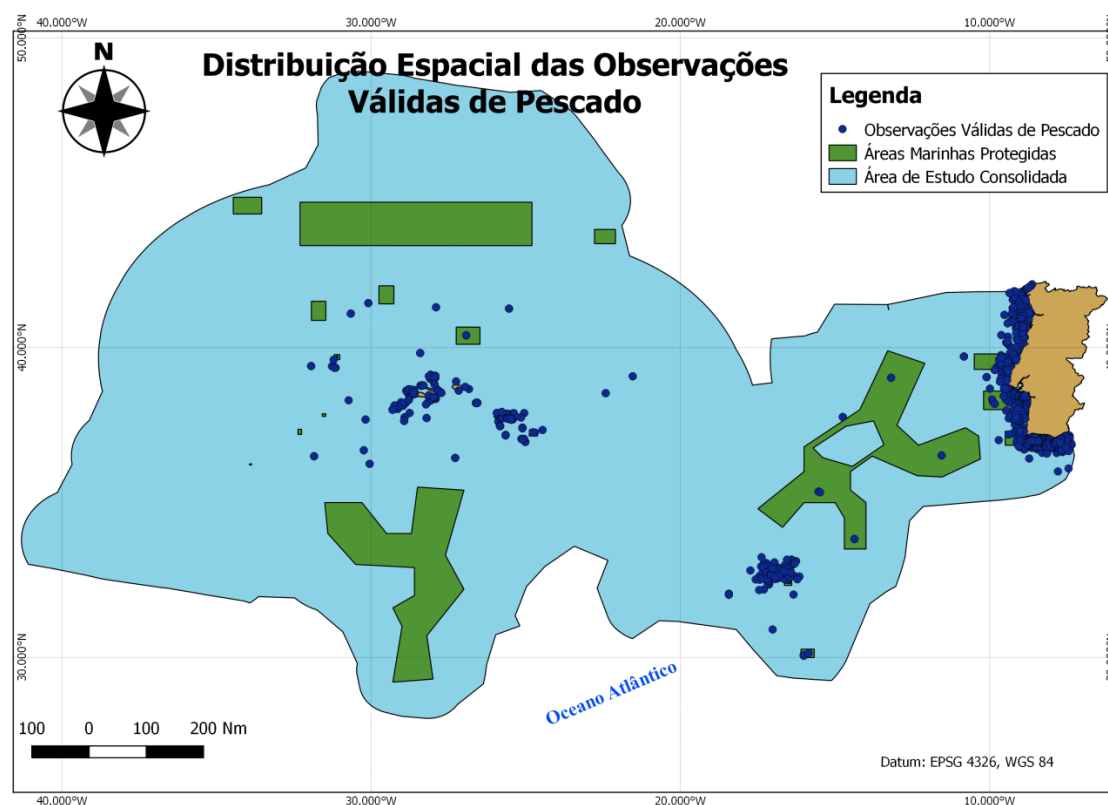 40.000°W 30.000°W 20.000°W 10.000°W
50.000°N
N
Distribuição Espacial das Observações
Válidas de Pescado
Legenda
Observações Válidas de Pescado
Áreas Marinhas Protegidas
Área de Estudo Consolidada
40.000°N
30.000°N
Oceano Atlântico
100 0 100 200 Nm
Datum: EPSG 4326, WGS 84
40.000°W 30.000°W 20.000°W 10.000°W